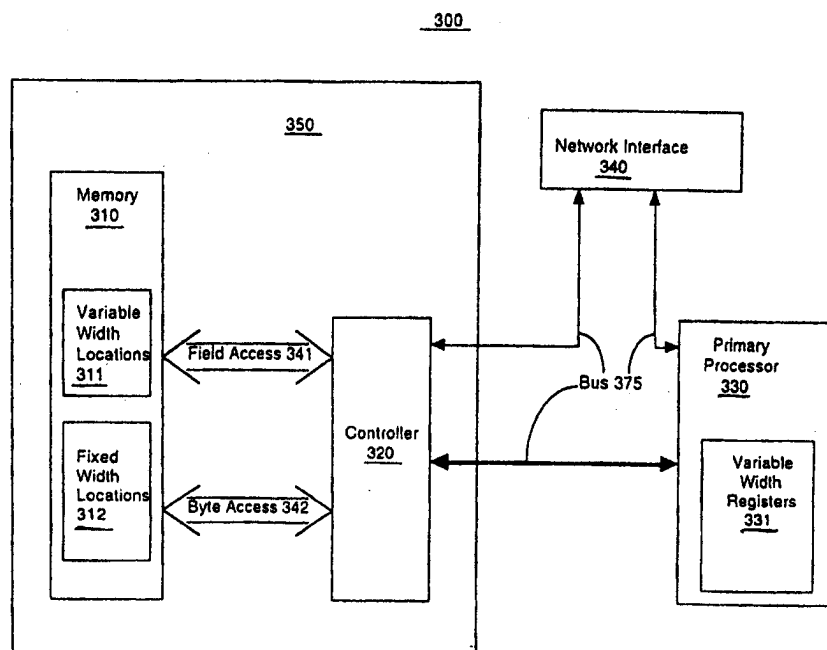 300
350
Network Interface
340
Memory
310
Variable
Width
Locations
311
Field Access 341
Fixed
Width
Locations
312
Byte Access 342
Controller
320
Bus 375
Primary
Processor
330
Variable
Width
Registers
331